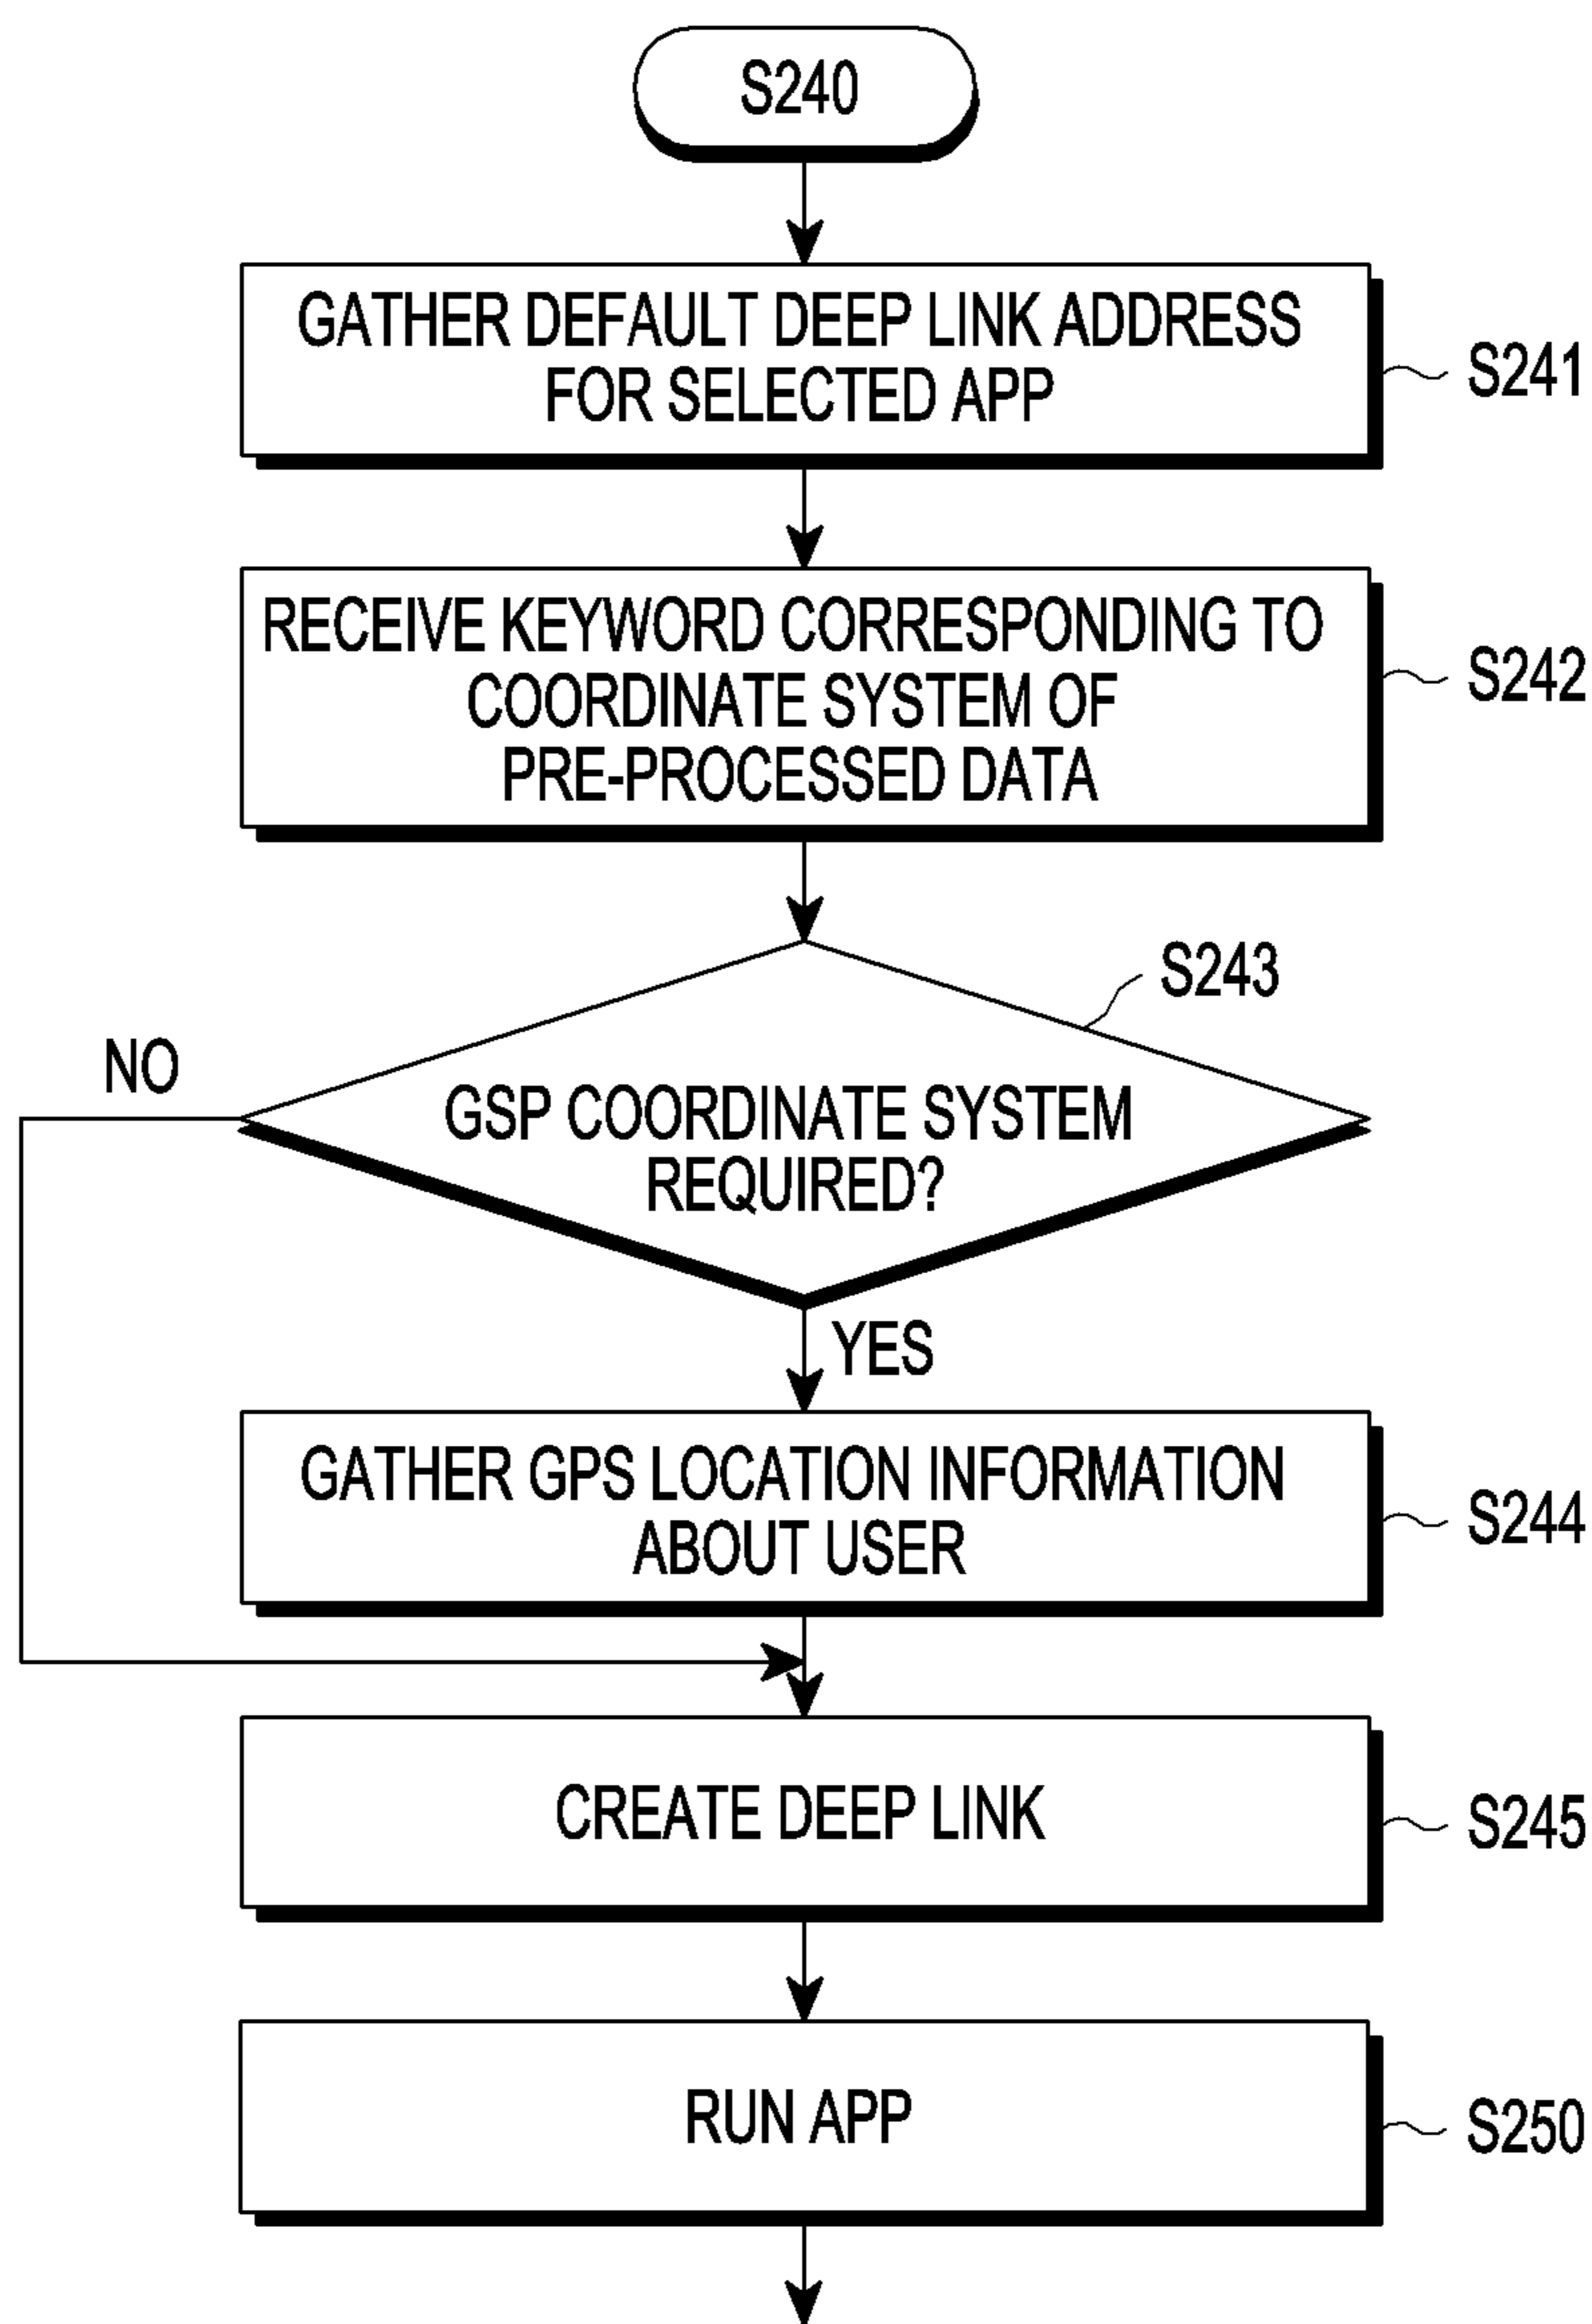 S240
GATHER DEFAULT DEEP LINK ADDRESS
FOR SELECTED APP
S241
RECEIVE KEYWORD CORRESPONDING TO
COORDINATE SYSTEM OF
PRE-PROCESSED DATA
S242
S243
NO
GSP COORDINATE SYSTEM
REQUIRED?
YES
GATHER GPS LOCATION INFORMATION
ABOUT USER
S244
CREATE DEEP LINK
S245
RUN APP
S250